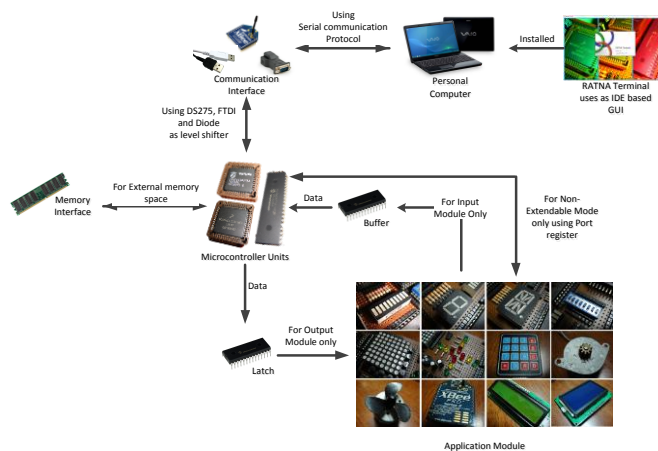 Using
Serial communication
Protocol
Installed
Communication
Interface
Personal
Computer
RATNA Terminal
uses as IDE based
GUI
Using DS275, FTDI
and Diode
as level shifter
For External memory
space
Memory
Interface
Data
Buffer
For Input
Module Only
For Non-
Extendable Mode
only using Port
register
Microcontroller Units
Data
For Output
Module only
Latch
XBee
Application Module